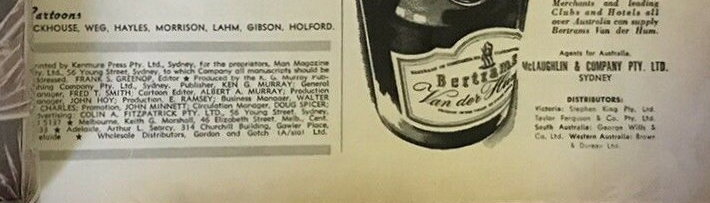 Cartoons
CKHOUSE, WEG, HAYLES, MORRISON, LAHM, GIBSON, HOLFORD.
rinted by Kenmure Press Pty. Ltd., Sydney, for the proprietors, Man Magazine
Pty. Ltd., 56 Young Street, Sydney, to which Company all manuscripts should be
addressed. FRANK S. GREENOP, Editor ★ Produced by the K. G. Murray Pub-
lishing Company Pty. Ltd., Sydney. Publisher, KEN G. MURRAY; General
Manager, FRED T. SMITH; Cartoon Editor, ALBERT A. MURRAY; Production
Manager, JOHN HOY; Production, E. RAMSEY; Business Manager, WALTER
CHARLES; Promotion, JOHN MINNETT; Circulation Manager, DOUG SPICER;
dvertising: COLIN A. FITZPATRICK PTY. LTD., 56 Young Street, Sydney.
5137 ★ Melbourne, Keith G. Marshall, 46 Elizabeth Street, Melb. Cent.
33 ★ Adelaide, Arthur L. Searcy, 314 Churchill Building, Gawler Place,
elaide ★ Wholesale Distributors, Gordon and Gotch (A/sia) Ltd.
Bertrams
Van der Hum
Merchants and leading
Clubs and Hotels all
over Australia can supply
Bertrams Van der Hum.
Agents for Australia,
McLAUGHLIN & COMPANY PTY. LTD.
SYDNEY
DISTRIBUTORS:
Victoria: Stephen King Pty. Ltd.
Taylor Ferguson & Co. Pty. Ltd.
South Australia: George Wills &
Co. Ltd. Western Australia: Brown
& Dureau Ltd.